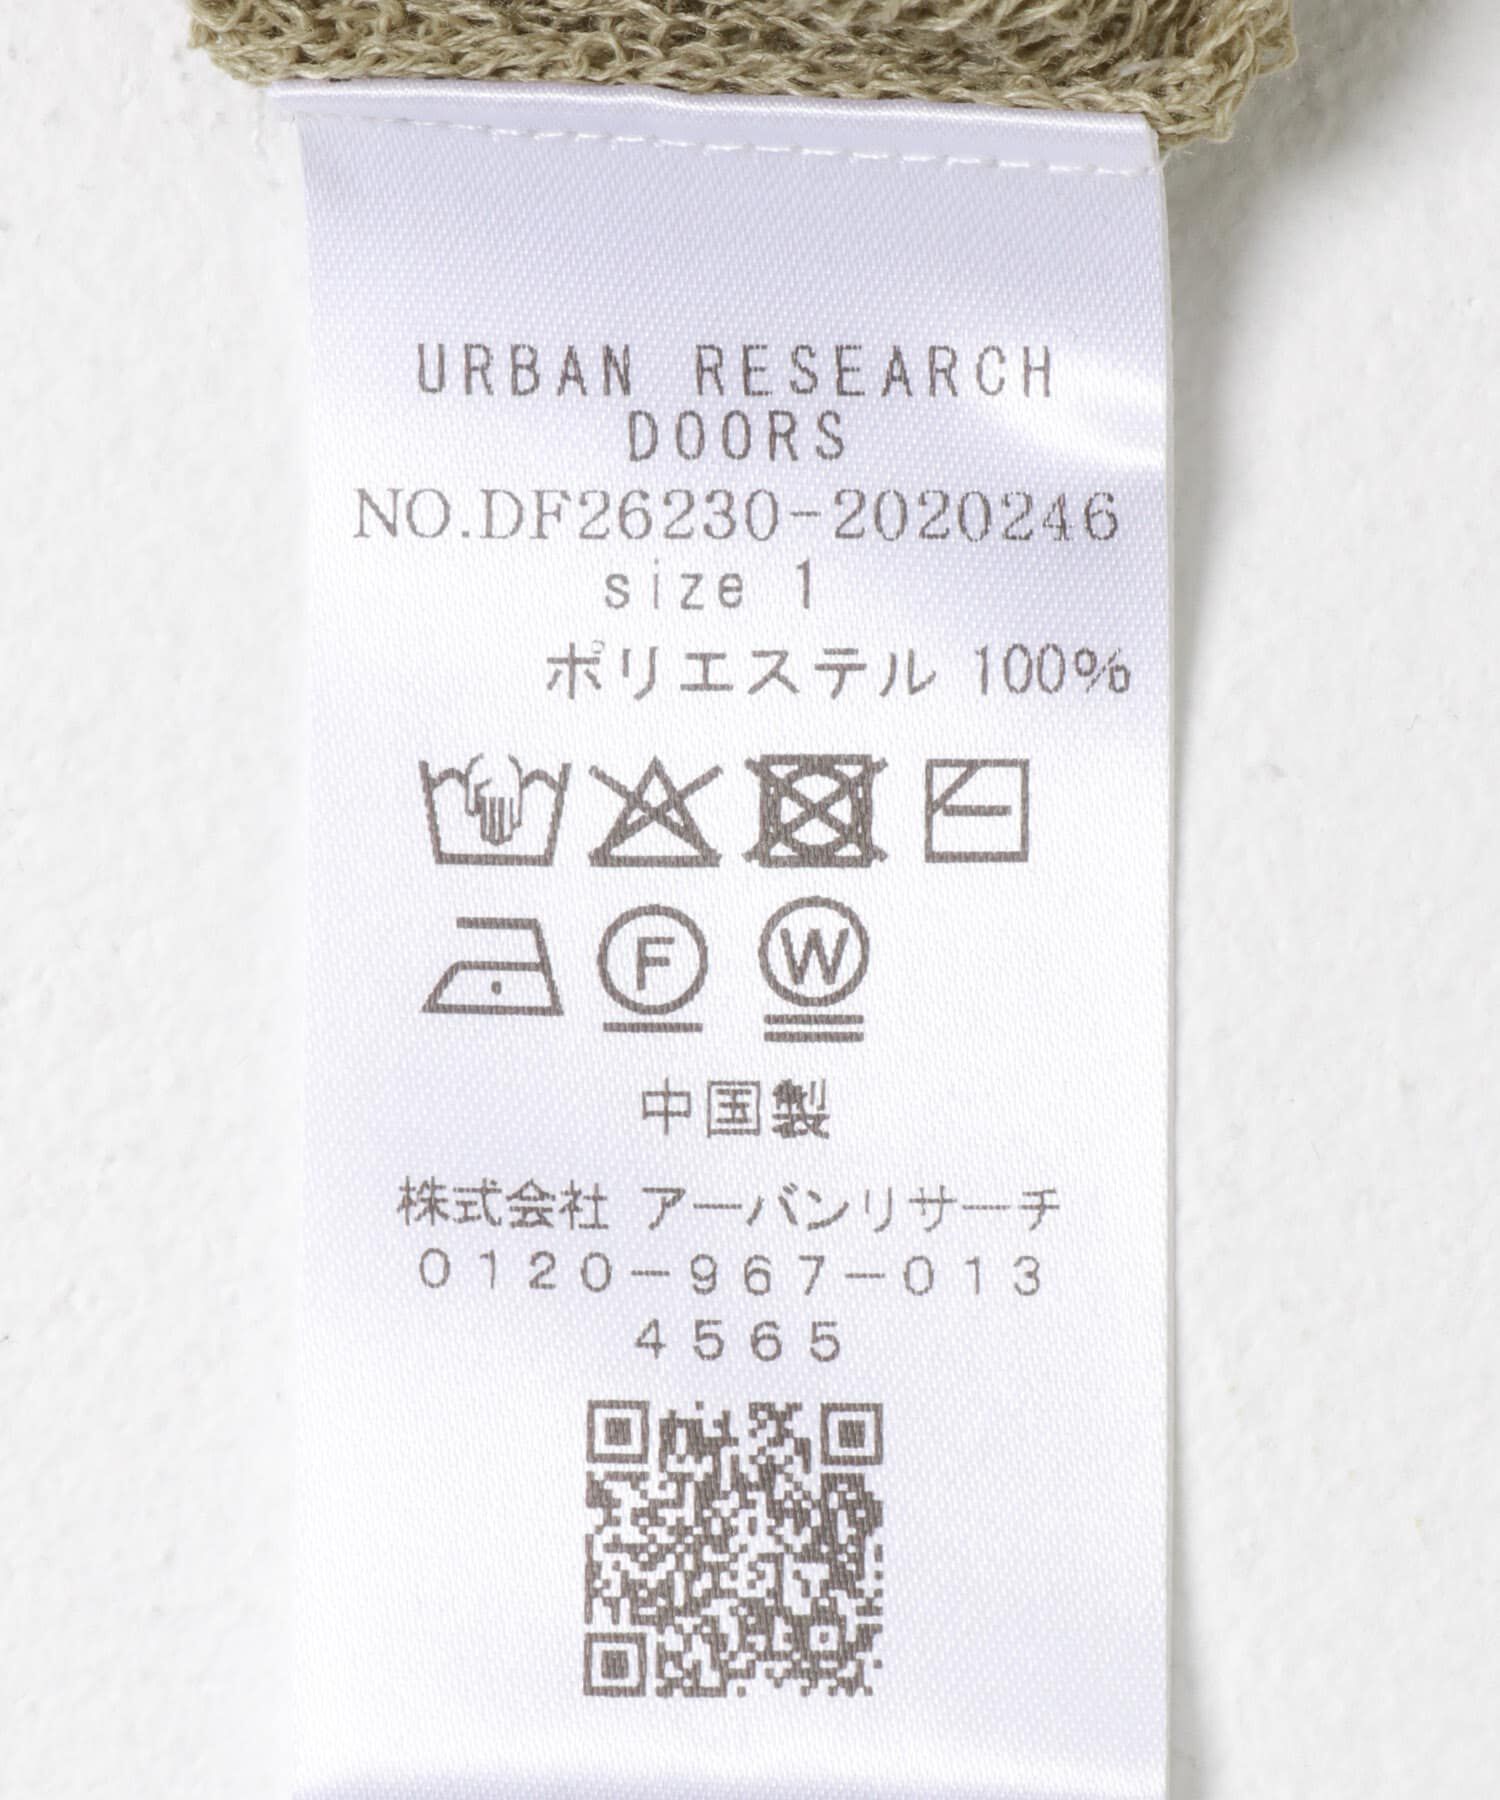 URBAN RESEARCH
DOORS
NO.DF26230-2020246
size 1
ポリエステル 100%
F W
中国製
株式会社 アーバンリサーチ
0120-967-013
4565